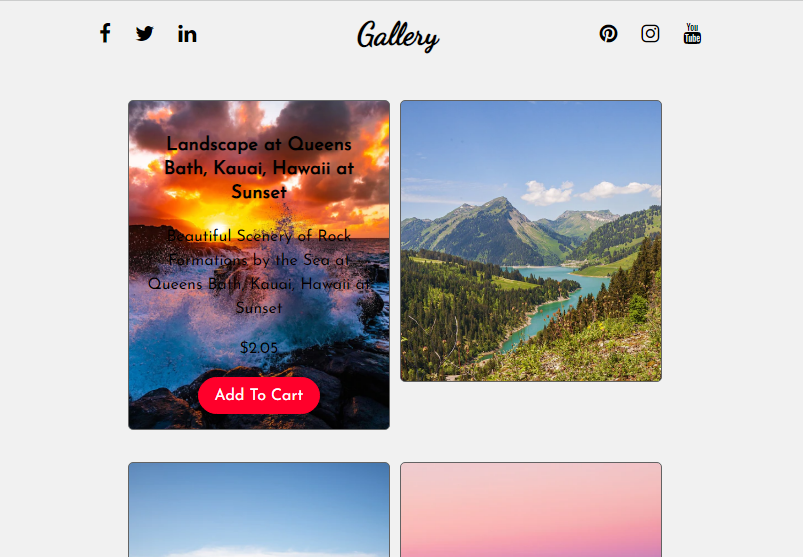 Gallery
You
Tube
Landscape at Queens
Bath, Kauai, Hawaii at
Sunset
Beautiful Scenery of Rock
Formations by the Sea at
Queens Bath, Kauai, Hawaii at
Sunset
$2.05
Add To Cart